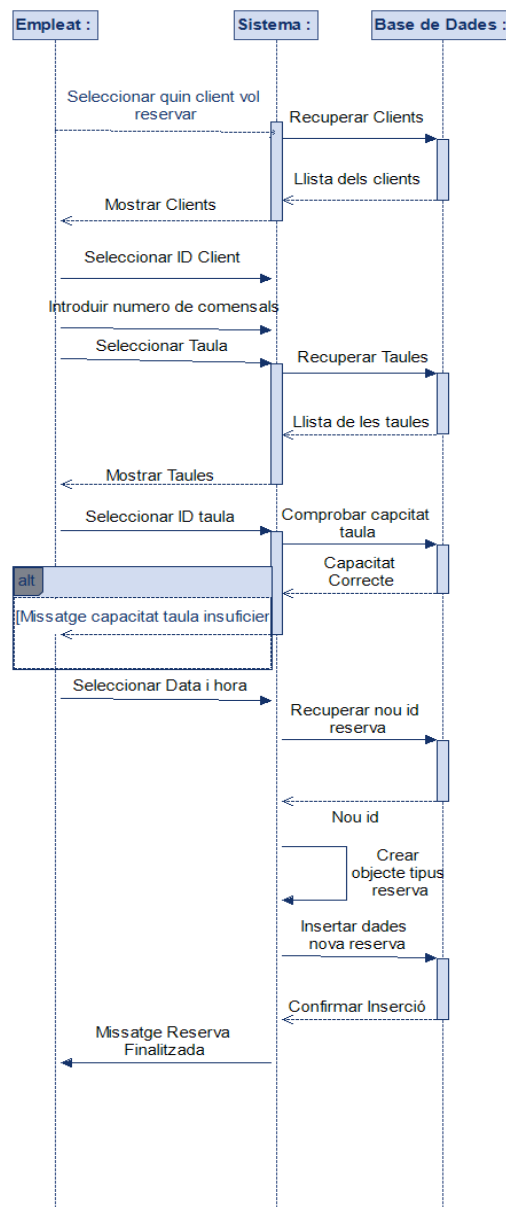 Empleat :
Sistema :
Base de Dades :
Seleccionar quin client vol
reservar
Recuperar Clients
Llista dels clients
Mostrar Clients
Seleccionar ID Client
Introduir numero de comensals
Seleccionar Taula
Recuperar Taules
Llista de les taules
Mostrar Taules
Seleccionar ID taula
Comprobar capcitat
taula
Capacitat
Correcte
alt
[Missatge capacitat taula insuficier
Seleccionar Data i hora
Recuperar nou id
reserva
Nou id
Crear
objecte tipus
reserva
Insertar dades
nova reserva
Confirmar Inserció
Missatge Reserva
Finalitzada